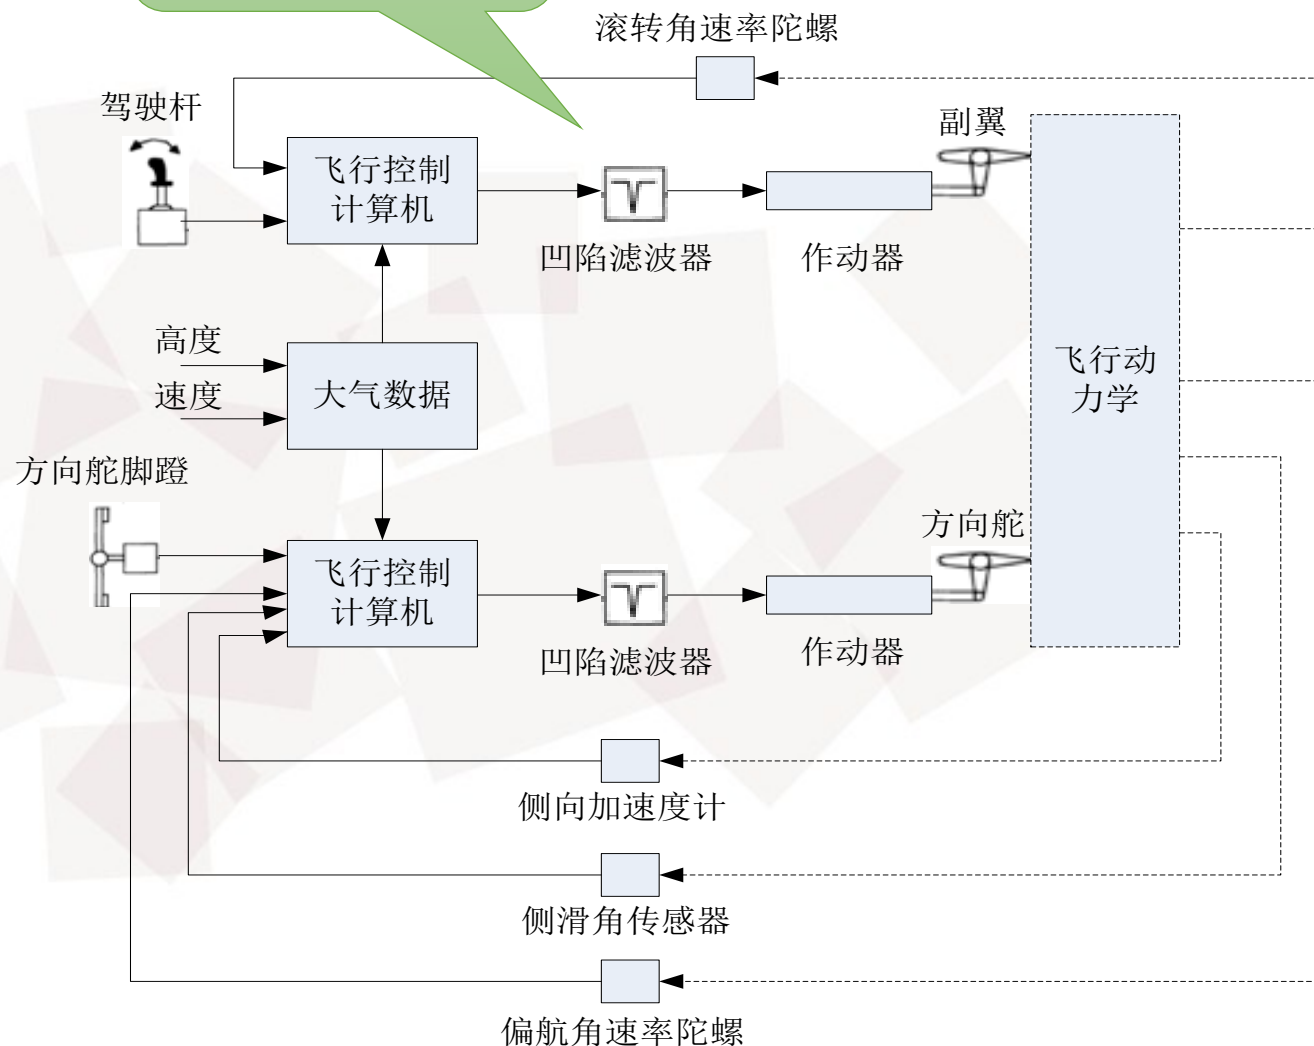 滚转角速率陀螺
驾驶杆
副翼
飞行控制
计算机
凹陷滤波器
作动器
高度
速度
大气数据
飞行动
力学
方向舵脚蹬
方向舵
飞行控制
计算机
凹陷滤波器
作动器
侧向加速度计
侧滑角传感器
偏航角速率陀螺